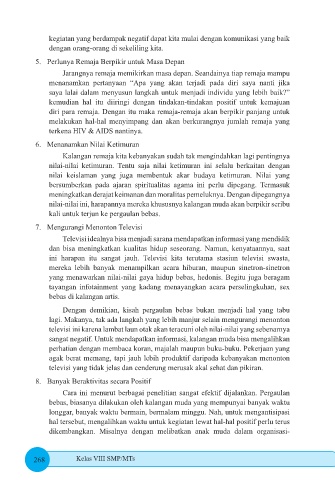 kegiatan yang berdampak negatif dapat kita mulai dengan komunikasi yang baik
dengan orang-orang di sekeliling kita.
5. Perlunya Remaja Berpikir untuk Masa Depan
Jarangnya remaja memikirkan masa depan. Seandainya tiap remaja mampu
menanamkan pertanyaan “Apa yang akan terjadi pada diri saya nanti jika
saya lalai dalam menyusun langkah untuk menjadi individu yang lebih baik?”
kemudian hal itu diiringi dengan tindakan-tindakan positif untuk kemajuan
diri para remaja. Dengan itu maka remaja-remaja akan berpikir panjang untuk
melakukan hal-hal menyimpang dan akan berkurangnya jumlah remaja yang
terkena HIV & AIDS nantinya.
6. Menanamkan Nilai Ketimuran
Kalangan remaja kita kebanyakan sudah tak mengindahkan lagi pentingnya
nilai-nilai ketimuran. Tentu saja nilai ketimuran ini selalu berkaitan dengan
nilai keislaman yang juga membentuk akar budaya ketimuran. Nilai yang
bersumberkan pada ajaran spiritualitas agama ini perlu dipegang. Termasuk
meningkatkan derajat keimanan dan moralitas pemeluknya. Dengan dipegangnya
nilai-nilai ini, harapannya mereka khususnya kalangan muda akan berpikir seribu
kali untuk terjun ke pergaulan bebas.
7. Mengurangi Menonton Televisi
Televisi idealnya bisa menjadi sarana mendapatkan informasi yang mendidik
dan bisa meningkatkan kualitas hidup seseorang. Namun, kenyataannya, saat
ini harapan itu sangat jauh. Televisi kita terutama stasiun televisi swasta,
mereka lebih banyak menampilkan acara hiburan, maupun sinetron-sinetron
yang menawarkan nilai-nilai gaya hidup bebas, hedonis. Begitu juga beragam
tayangan infotainment yang kadang menayangkan acara perselingkuhan, sex
bebas di kalangan artis.
Dengan demikian, kisah pergaulan bebas bukan menjadi hal yang tabu
lagi. Makanya, tak ada langkah yang lebih manjur selain mengurangi menonton
televisi ini karena lambat laun otak akan teracuni oleh nilai-nilai yang sebenarnya
sangat negatif. Untuk mendapatkan informasi, kalangan muda bisa mengalihkan
perhatian dengan membaca koran, majalah maupun buku-buku. Pekerjaan yang
agak berat memang, tapi jauh lebih produktif daripada kebanyakan menonton
televisi yang tidak jelas dan cenderung merusak akal sehat dan pikiran.
8. Banyak Beraktivitas secara Positif
Cara ini menurut berbagai penelitian sangat efektif dijalankan. Pergaulan
bebas, biasanya dilakukan oleh kalangan muda yang mempunyai banyak waktu
longgar, banyak waktu bermain, bermalam minggu. Nah, untuk mengantisipasi
hal tersebut, mengalihkan waktu untuk kegiatan lewat hal-hal positif perlu terus
dikembangkan. Misalnya dengan melibatkan anak muda dalam organisasi-
268 Kelas VIII SMP/MTs